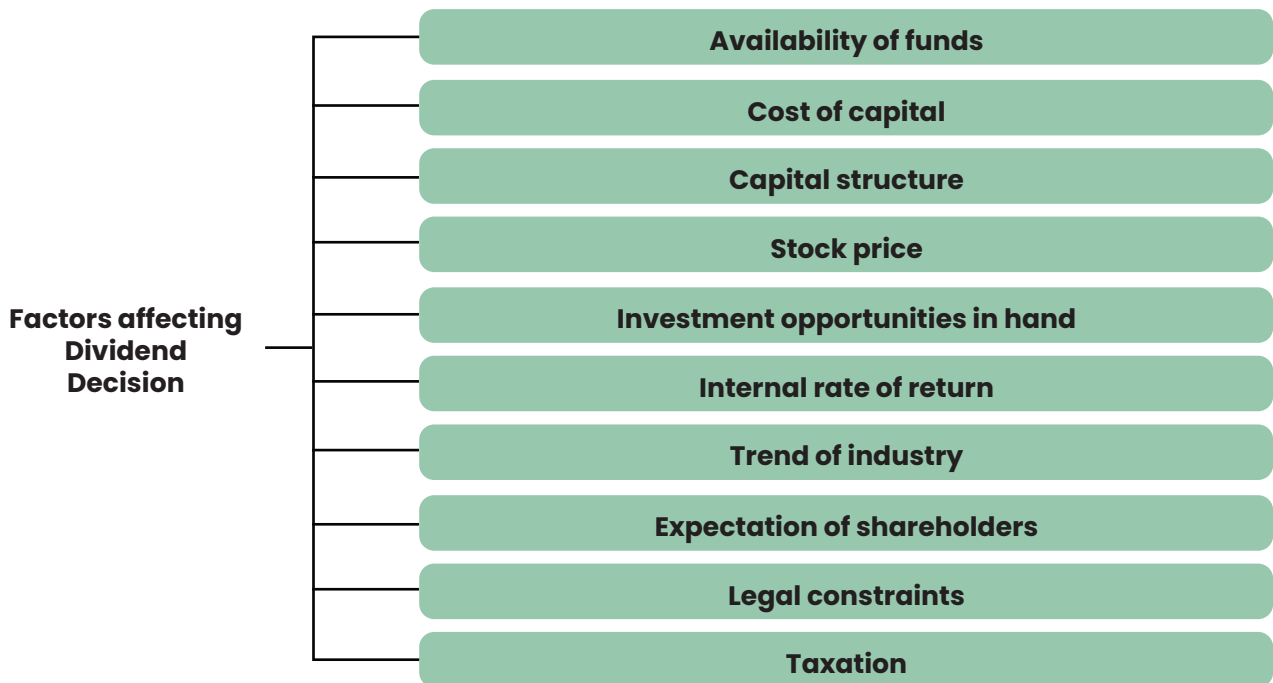 Availability of funds
Cost of capital
Capital structure
Stock price
Factors affecting
Dividend
Decision
Investment opportunities in hand
Internal rate of return
Trend of industry
Expectation of shareholders
Legal constraints
Taxation